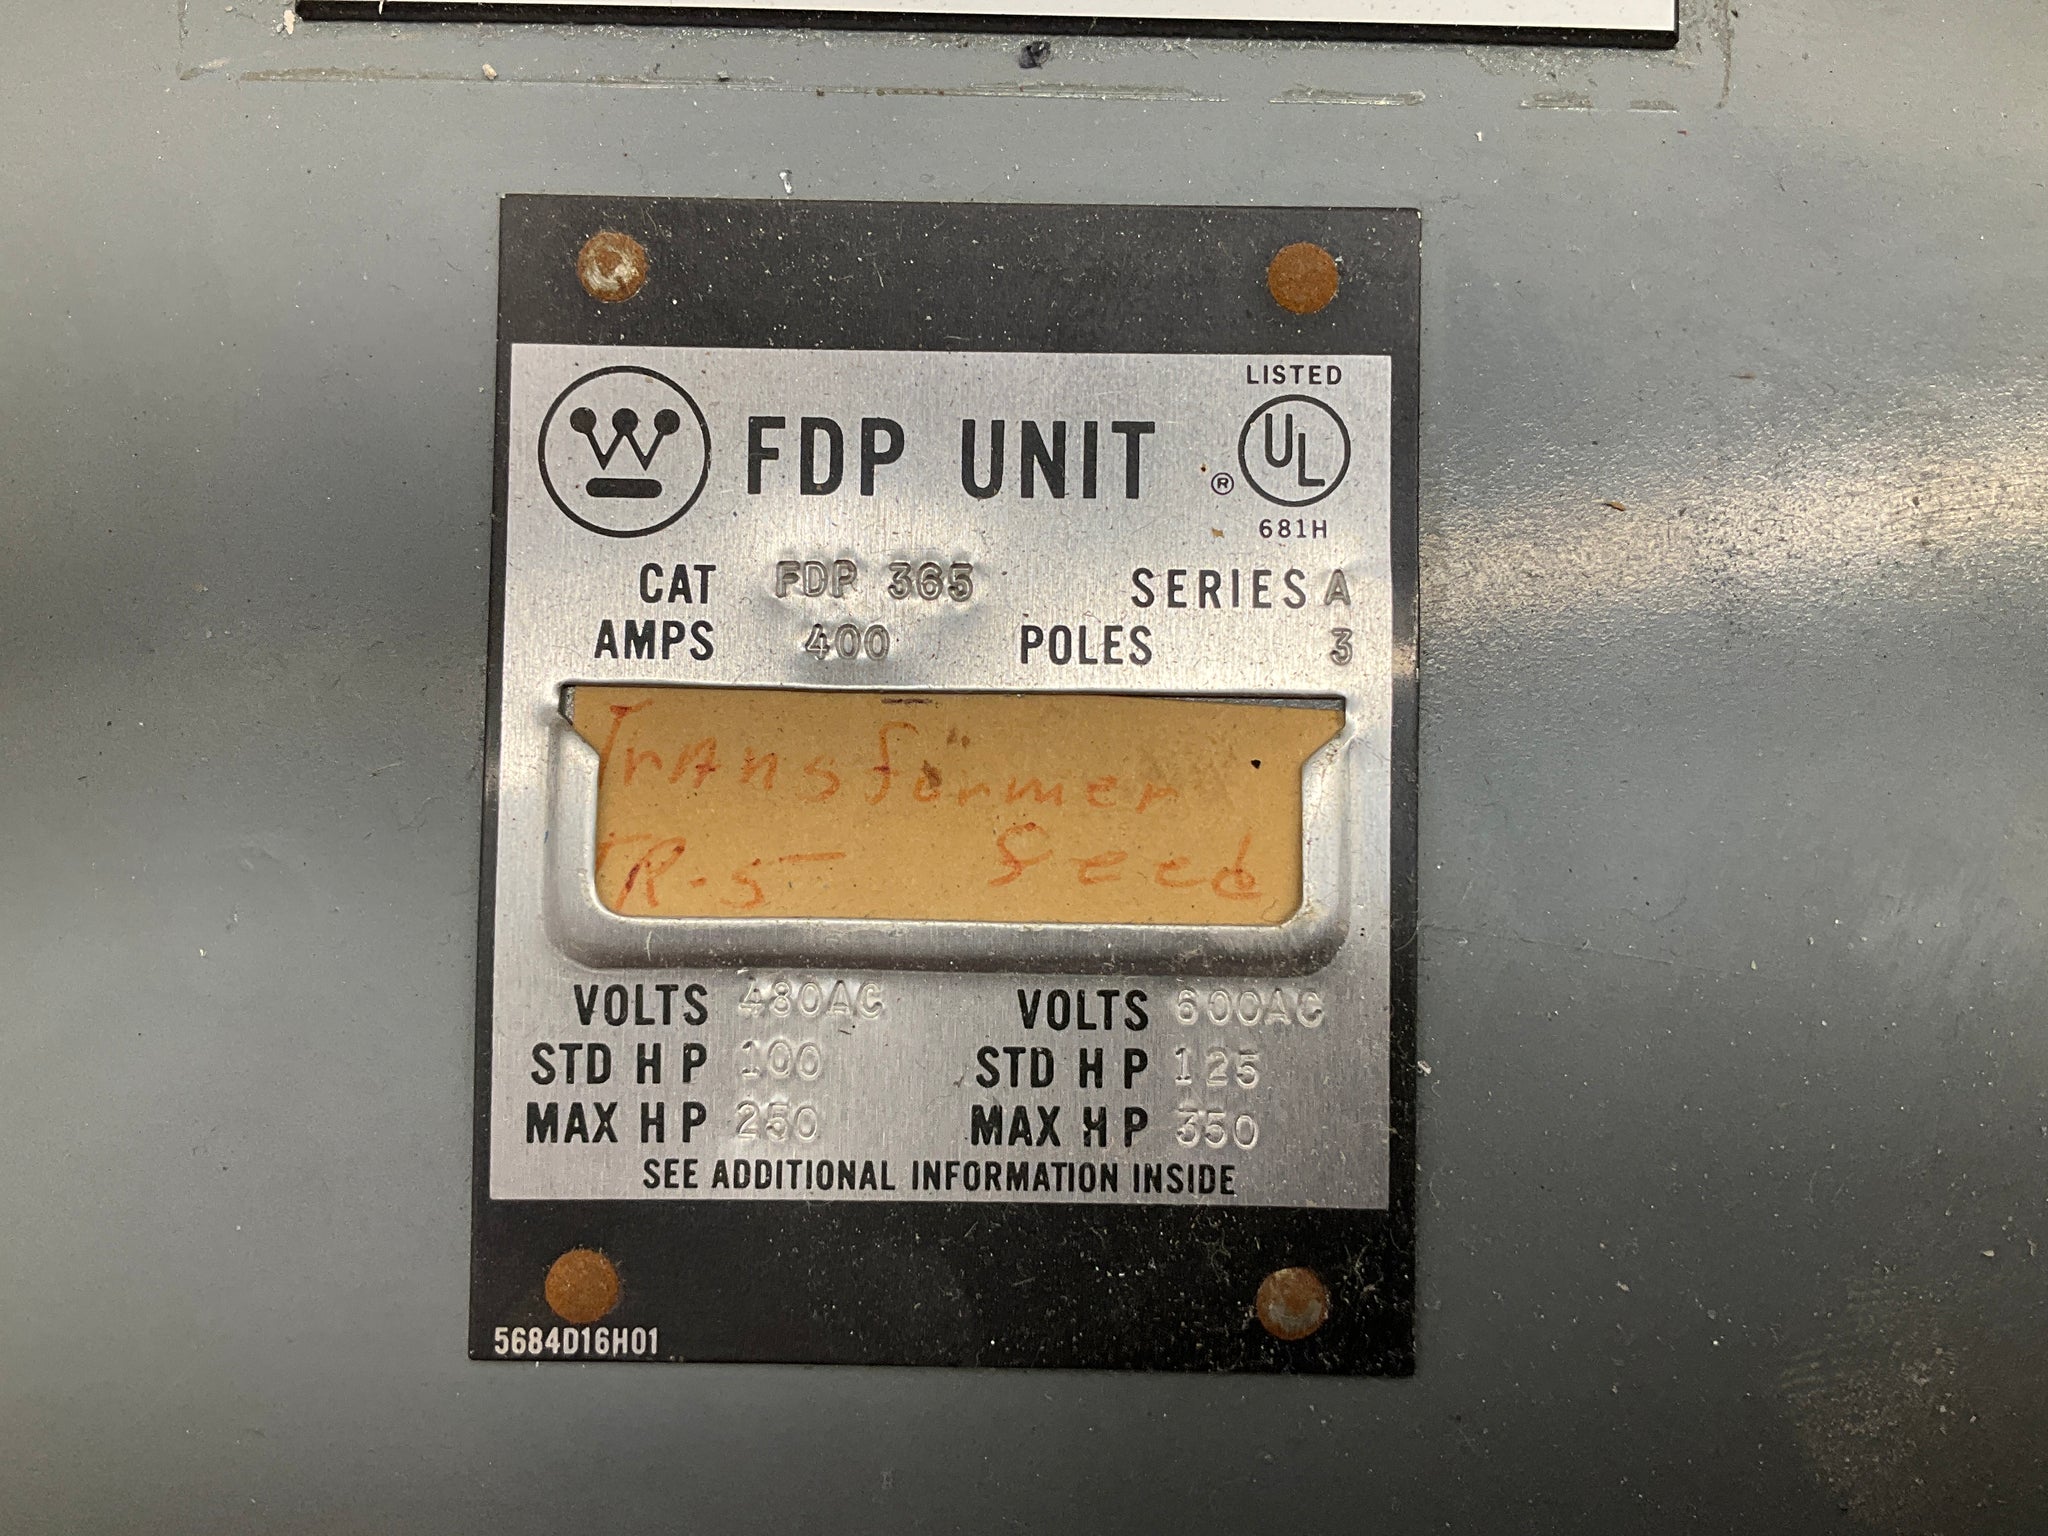 LISTED
FDP UNIT ® UL
681H
CAT FDP 365 SERIES A
AMPS 400 POLES 3
Transformer
TR-5 feed
VOLTS 480AC VOLTS 600AC
STD H P 100 STD H P 125
MAX H P 250 MAX H P 350
SEE ADDITIONAL INFORMATION INSIDE
5684D16H01